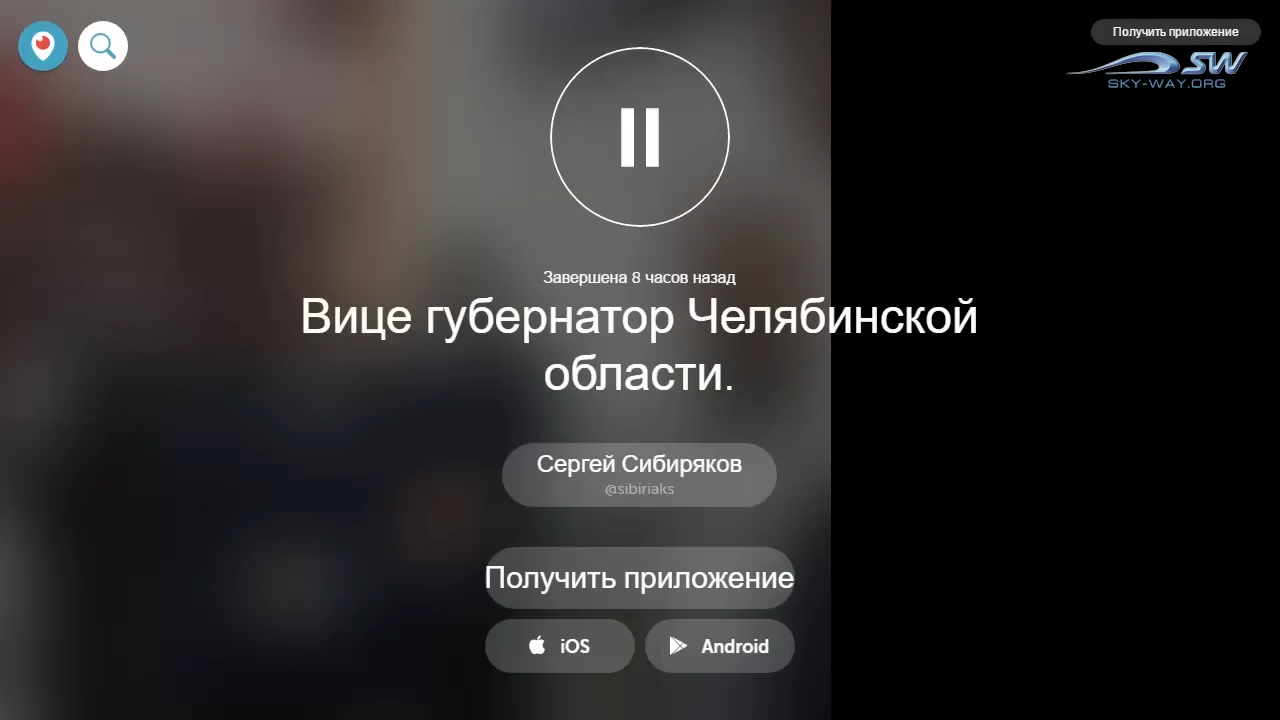 Получить приложение
SW
SKY-WAY.ORG
Завершена 8 часов назад
Вице губернатор Челябинской
области.
Сергей Сибиряков
@sibiriaks
Получить приложение
iOS
Android